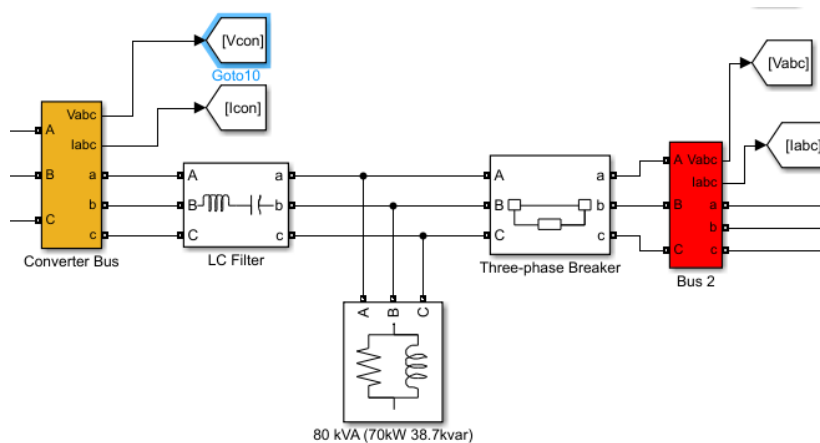 [Vcon]
Goto10
[Icon]
[Vabc]
[Iabc]
Vabc
A
Iabc
B
a
b
C
c
Converter Bus
A
a
B
b
C
c
LC Filter
A
a
B
b
C
c
Three-phase Breaker
A
Vabc
Iabc
B
a
b
C
c
Bus 2
A
B
C
80 kVA (70kW 38.7kvar)